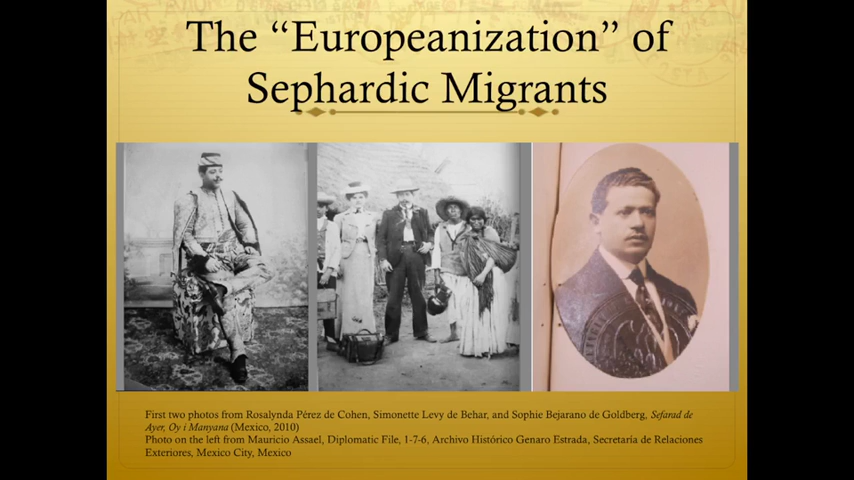 The “Europeanization” of
Sephardic Migrants
First two photos from Rosalynda Pérez de Cohen, Simonette Levy de Behar, and Sophie Bejarano de Goldberg, Sefarad de
Ayer, Oy i Manyana (Mexico, 2010)
Photo on the left from Mauricio Assael, Diplomatic File, 1-7-6, Archivo Histórico Genaro Estrada, Secretaría de Relaciones
Exteriores, Mexico City, Mexico